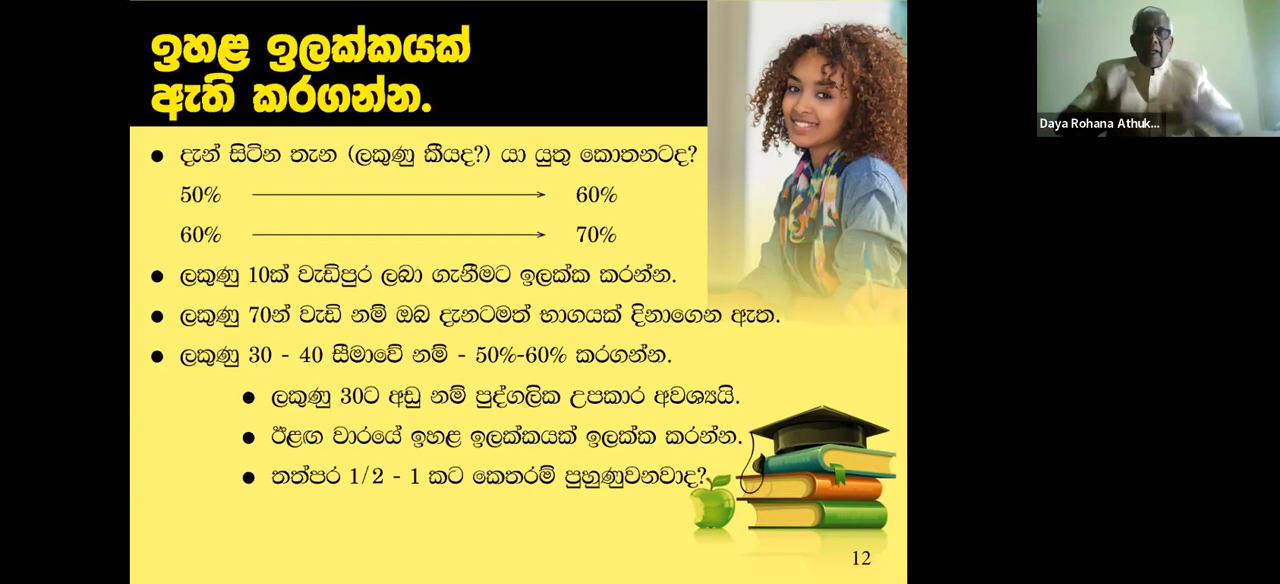 ඉහළ ඉලක්කයක්
ඇති කරගන්න.
● දැන් සිටින තැන (ලකුණු කීයද?) යා යුතු කොතනටද?
50% → 60%
60% → 70%
● ලකුණු 10ක් වැඩිපුර ලබා ගැනීමට ඉලක්ක කරන්න.
● ලකුණු 70න් වැඩි නම් ඔබ දැනටමත් භාගයක් දිනාගෙන ඇත.
● ලකුණු 30 - 40 සීමාවේ නම් - 50%-60% කරගන්න.
● ලකුණු 30ට අඩු නම් පුද්ගලික උපකාර අවශ්‍යයි.
● ඊළඟ වාරයේ ඉහළ ඉලක්කයක් ඉලක්ක කරන්න.
● තත්පර 1/2 - 1 කට කෙතරම් පුහුණුවනවාද?
12
Daya Rohana Athuk...